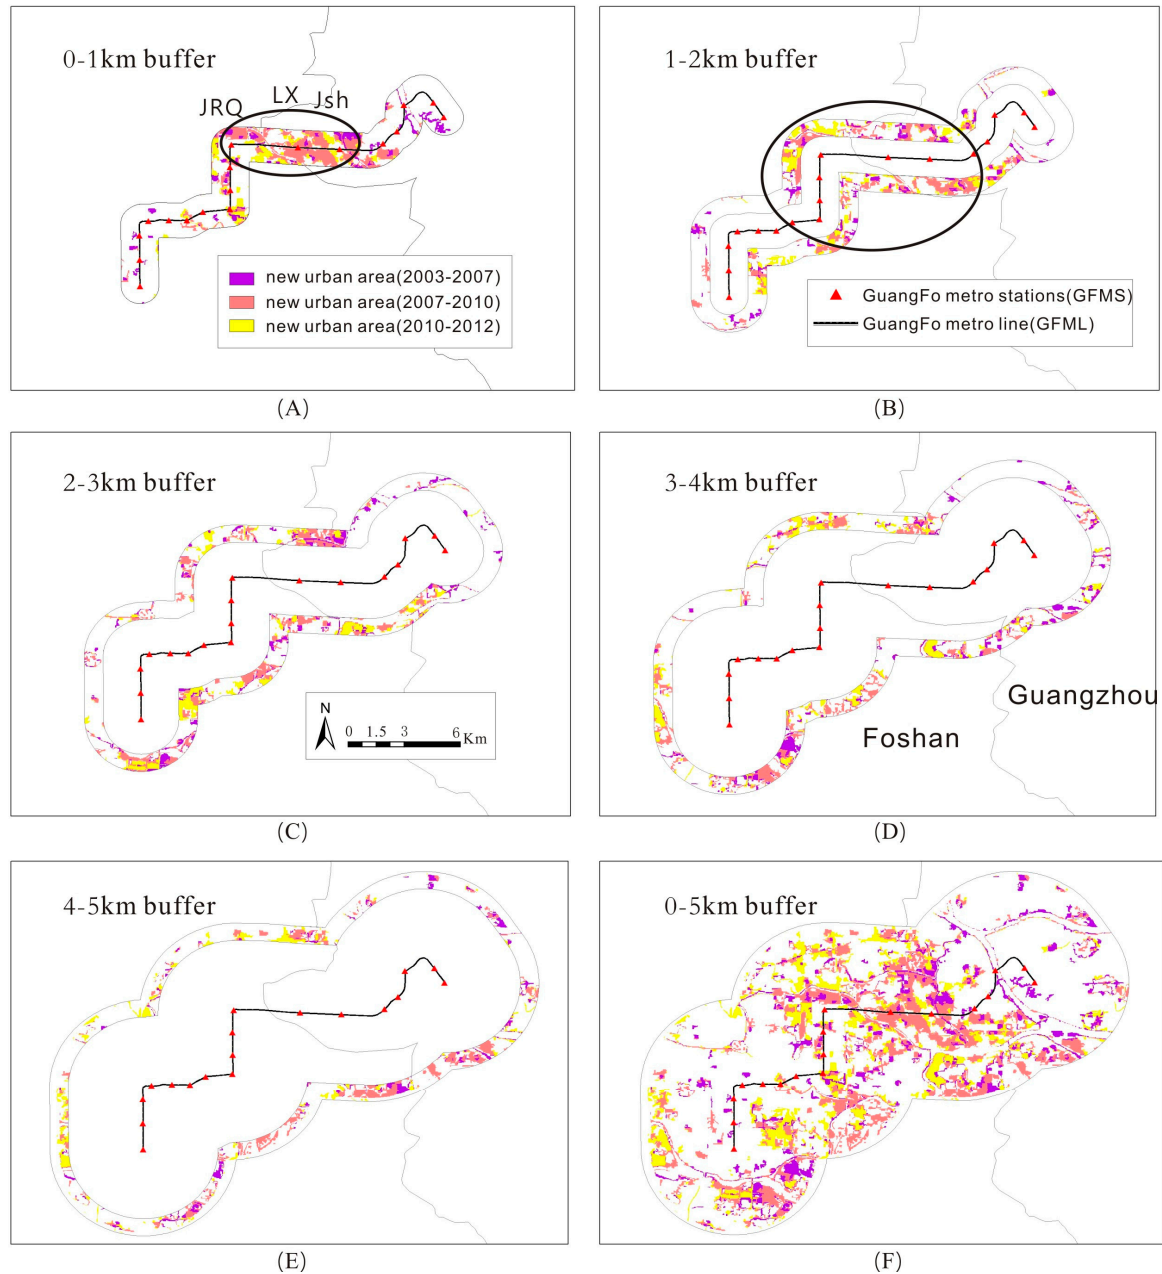 0-1km buffer
JRQ
LX
Jsh
new urban area(2003-2007)
new urban area(2007-2010)
new urban area(2010-2012)
(A)
1-2km buffer
GuangFo metro stations(GFMS)
GuangFo metro line(GFML)
(B)
2-3km buffer
N
0 1.5 3 6 Km
(C)
3-4km buffer
Guangzhou
Foshan
(D)
4-5km buffer
(E)
0-5km buffer
(F)